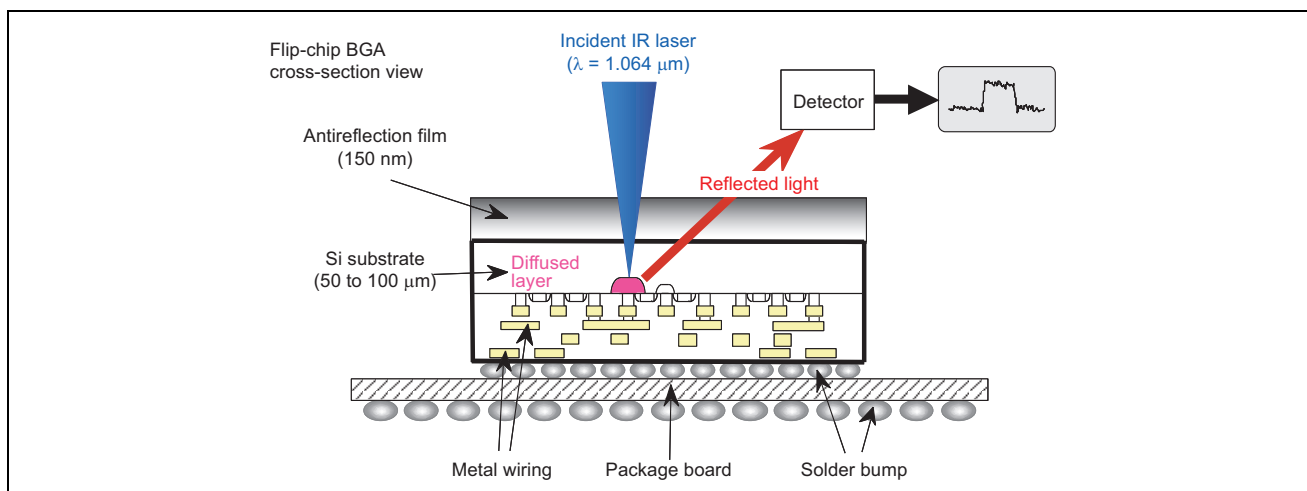 Flip-chip BGA
cross-section view
Incident IR laser
(λ = 1.064 μm)
Detector
Antireflection film
(150 nm)
Reflected light
Si substrate
(50 to 100 μm)
Diffused
layer
Metal wiring
Package board
Solder bump